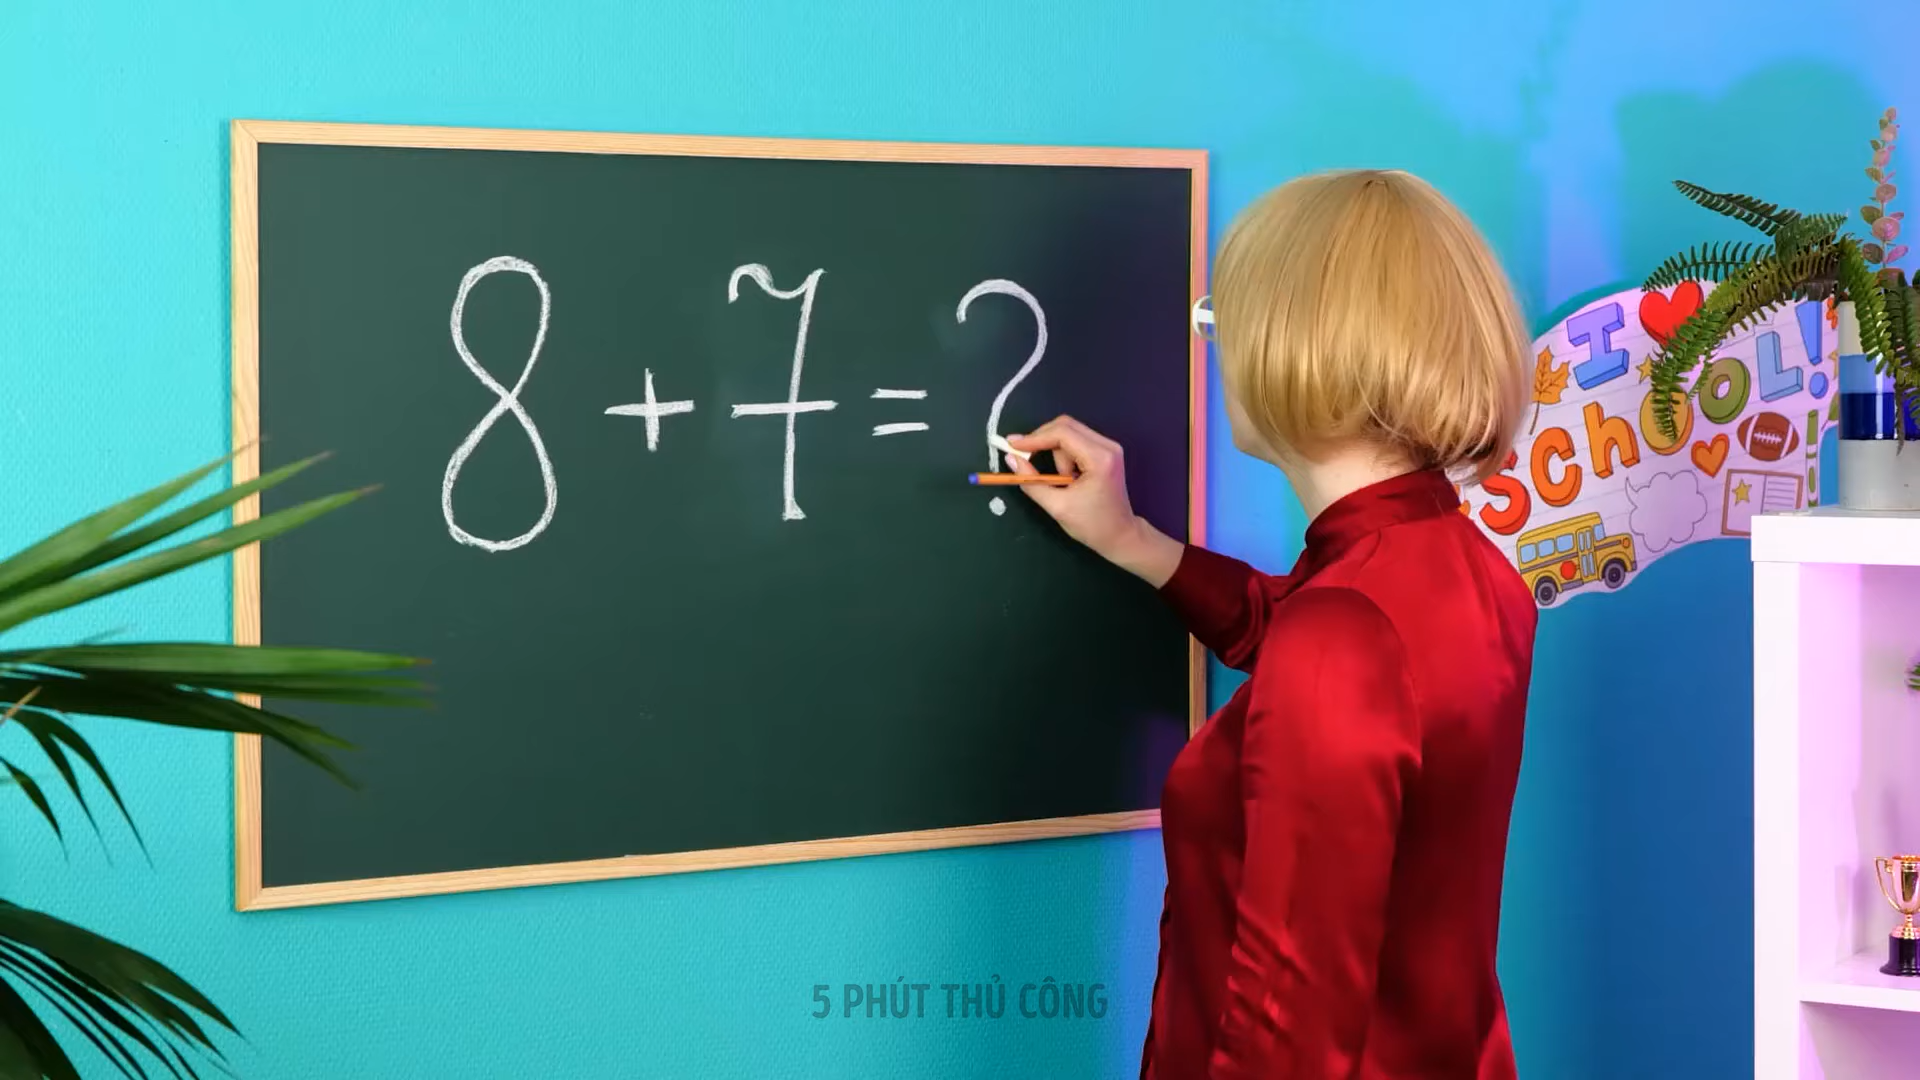 8 + 7 = ?
I ❤ SchOOL!
5 PHÚT THỦ CÔNG